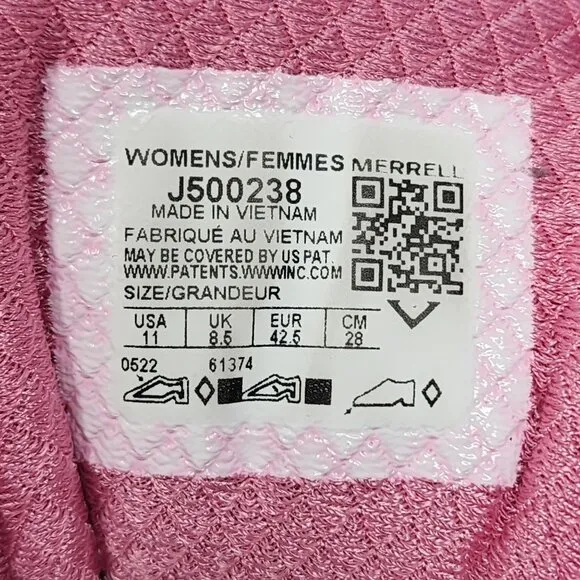 WOMENS/FEMMES MERRELL
J500238
MADE IN VIETNAM
FABRIQUÉ AU VIETNAM
MAY BE COVERED BY US PAT.
WWW.PATENTS.WWWINC.COM
SIZE/GRANDEUR
USA UK EUR CM
11 8.5 42.5 28
0522 61374